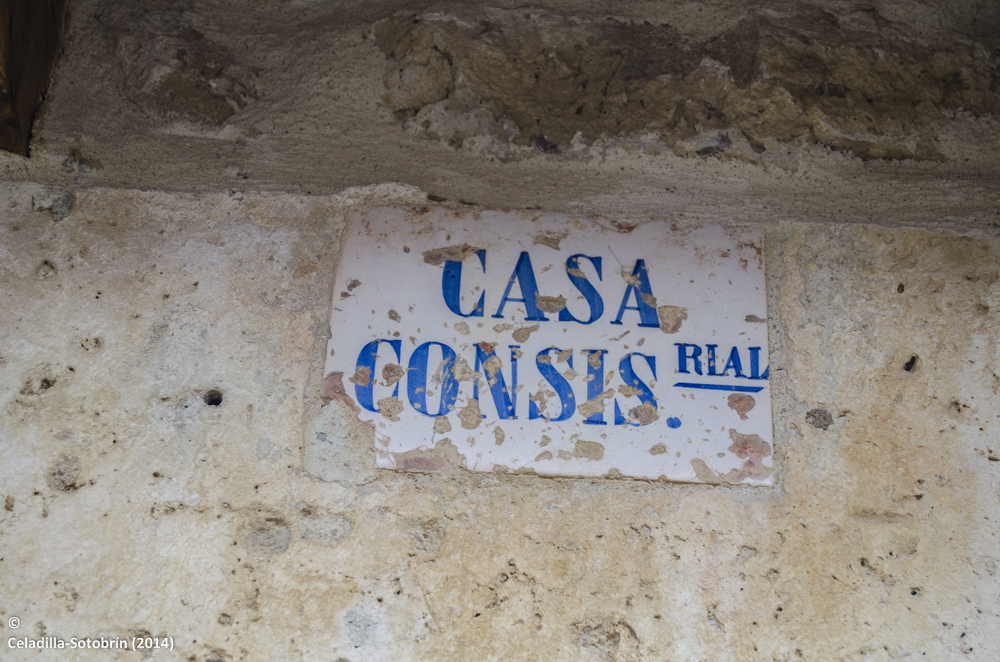 CASA
CONSIS.RIAL
©
Celadilla-Sotobrín (2014)